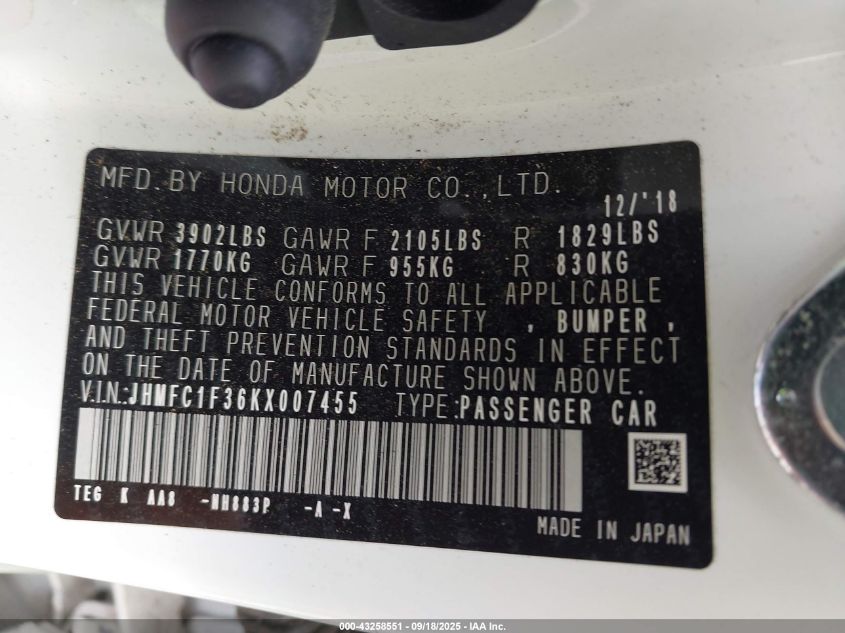 MFD. BY HONDA MOTOR CO.,LTD.
12/'18
GVWR 3902LBS GAWR F 2105LBS R 1829LBS
GVWR 1770KG GAWR F 955KG R 830KG
THIS VEHICLE CONFORMS TO ALL APPLICABLE
FEDERAL MOTOR VEHICLE SAFETY , BUMPER ,
AND THEFT PREVENTION STANDARDS IN EFFECT
ON THE DATE OF MANUFACTURE SHOWN ABOVE.
V.I.N:JHMFC1F36KX007455 TYPE:PASSENGER CAR
TEG K AA8 -NH883P -A -X
MADE IN JAPAN
000-43258551 - 09/18/2025 - IAA Inc.